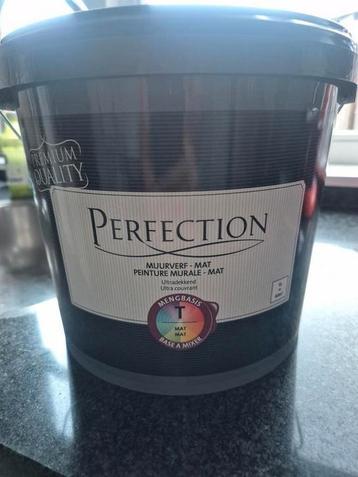 PREMIUM
QUALITY
PERFECTION
MUURVERF - MAT
PEINTURE MURALE - MAT
Ultradekkend
Ultra couvrant
MENGBASIS
T
MAT
MAT
BASE A MIXER